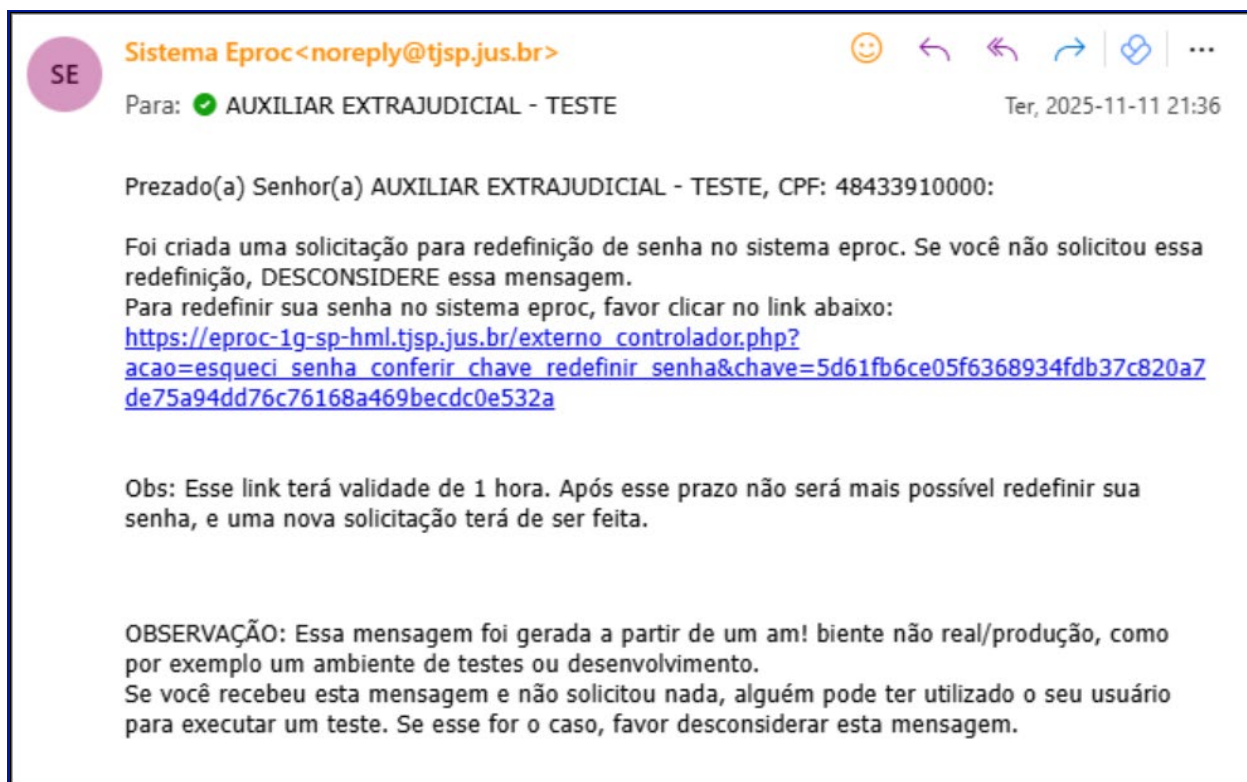 SE
Sistema Eproc<noreply@tjsp.jus.br>
Para: AUXILIAR EXTRAJUDICIAL - TESTE
Ter, 2025-11-11 21:36
Prezado(a) Senhor(a) AUXILIAR EXTRAJUDICIAL - TESTE, CPF: 48433910000:
Foi criada uma solicitação para redefinição de senha no sistema eproc. Se você não solicitou essa
redefinição, DESCONSIDERE essa mensagem.
Para redefinir sua senha no sistema eproc, favor clicar no link abaixo:
https://eproc-1g-sp-hml.tjsp.jus.br/externo_controlador.php?
acao=esqueci_senha_conferir_chave_redefinir_senha&chave=5d61fb6ce05f6368934fdb37c820a7
de75a94dd76c76168a469becdc0e532a
Obs: Esse link terá validade de 1 hora. Após esse prazo não será mais possível redefinir sua
senha, e uma nova solicitação terá de ser feita.
OBSERVAÇÃO: Essa mensagem foi gerada a partir de um am! biente não real/produção, como
por exemplo um ambiente de testes ou desenvolvimento.
Se você recebeu esta mensagem e não solicitou nada, alguém pode ter utilizado o seu usuário
para executar um teste. Se esse for o caso, favor desconsiderar esta mensagem.